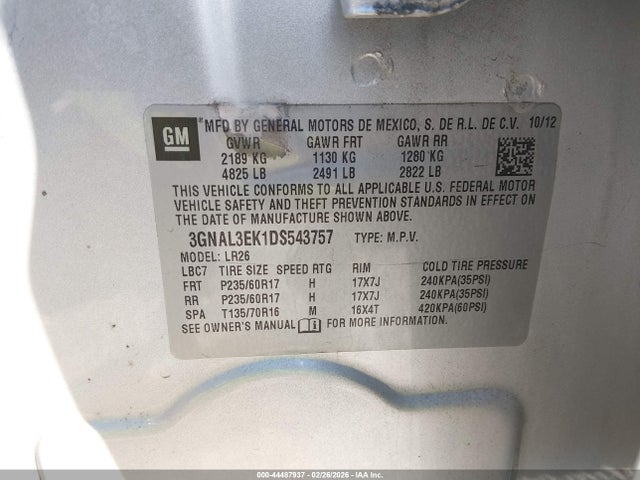 GM
MFD BY GENERAL MOTORS DE MEXICO, S. DE R.L. DE C.V. 10/12
GVWR GAWR FRT GAWR RR
2189 KG 1130 KG 1280 KG
4825 LB 2491 LB 2822 LB
THIS VEHICLE CONFORMS TO ALL APPLICABLE U.S. FEDERAL MOTOR
VEHICLE SAFETY AND THEFT PREVENTION STANDARDS IN EFFECT ON
THE DATE OF MANUFACTURE SHOWN ABOVE.
3GNAL3EK1DS543757 TYPE: M.P.V.
MODEL: LR26
LBC7 TIRE SIZE SPEED RTG RIM COLD TIRE PRESSURE
FRT P235/60R17 H 17X7J 240KPA(35PSI)
RR P235/60R17 H 17X7J 240KPA(35PSI)
SPA T135/70R16 M 16X4T 420KPA(60PSI)
SEE OWNER'S MANUAL FOR MORE INFORMATION.
000-44487937 - 02/26/2026 - IAAI.CA